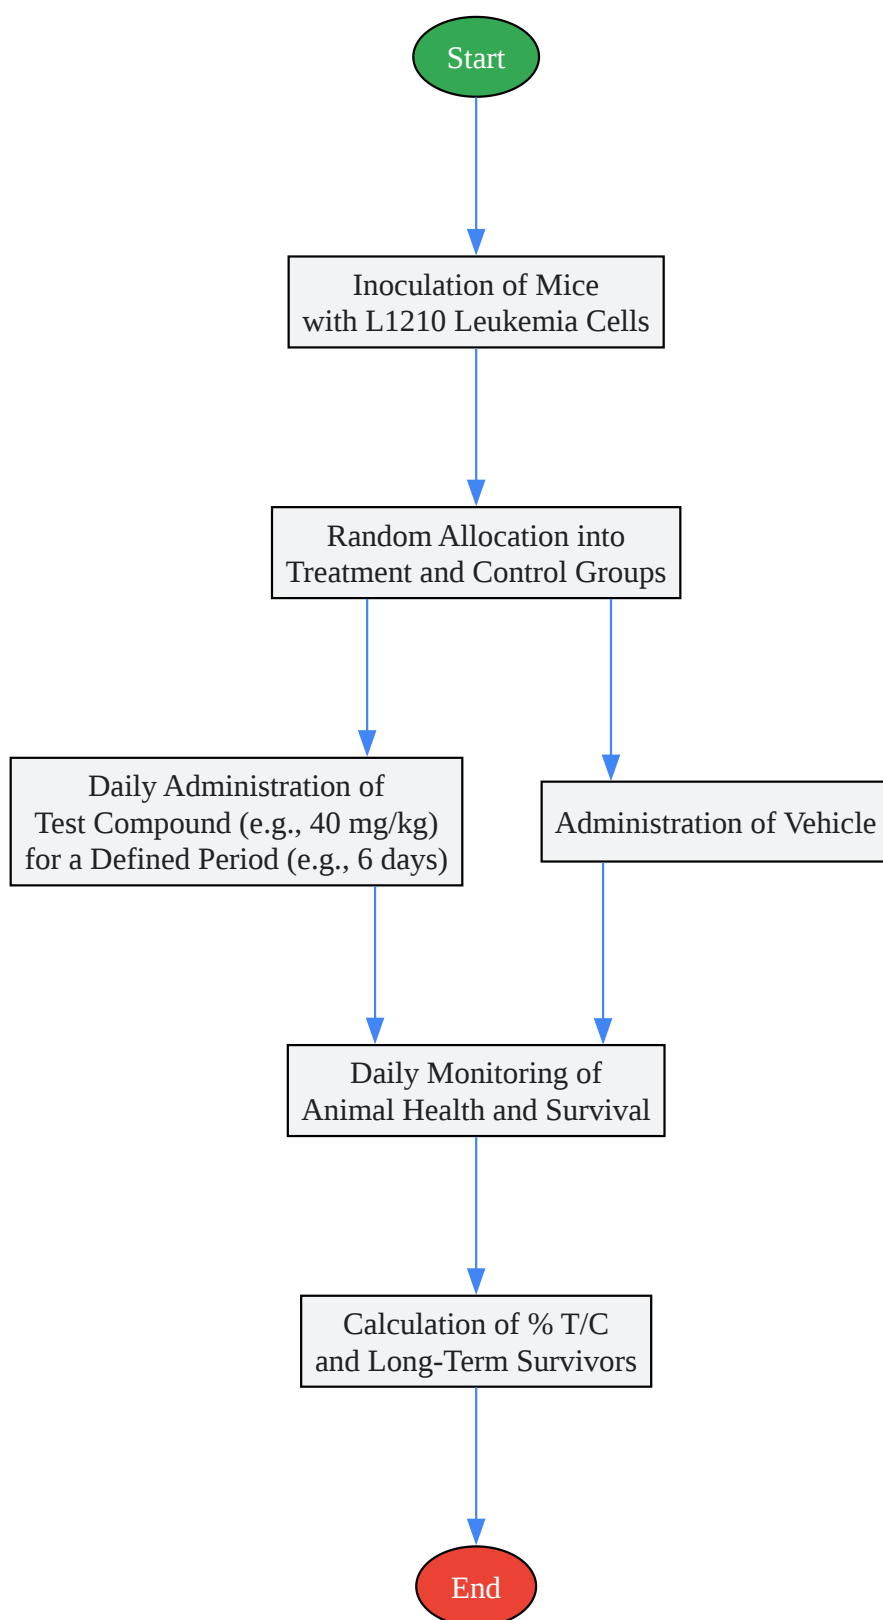 Start
Inoculation of Mice
with L1210 Leukemia Cells
Random Allocation into
Treatment and Control Groups
Daily Administration of
Test Compound (e.g., 40 mg/kg)
for a Defined Period (e.g., 6 days)
Administration of Vehicle
Daily Monitoring of
Animal Health and Survival
Calculation of % T/C
and Long-Term Survivors
End